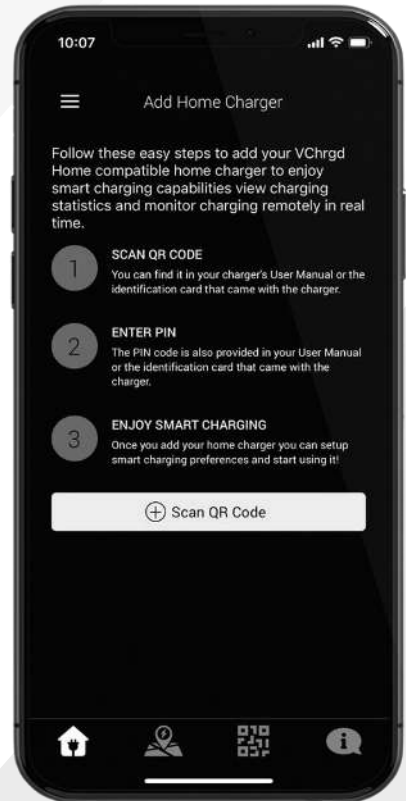 10:07
Add Home Charger
Follow these easy steps to add your VChrgd
Home compatible home charger to enjoy
smart charging capabilities view charging
statistics and monitor charging remotely in real
time.
1
SCAN QR CODE
You can find it in your charger's User Manual or the
identification card that came with the charger.
2
ENTER PIN
The PIN code is also provided in your User Manual
or the identification card that came with the
charger.
3
ENJOY SMART CHARGING
Once you add your home charger you can setup
smart charging preferences and start using it!
Scan QR Code